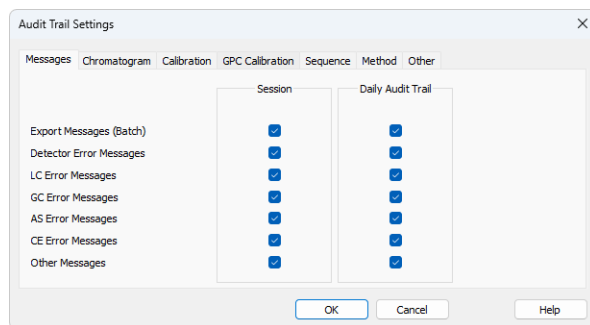 Audit Trail Settings
Messages Chromatogram Calibration GPC Calibration Sequence Method Other
Session Daily Audit Trail
Export Messages (Batch)
Detector Error Messages
LC Error Messages
GC Error Messages
AS Error Messages
CE Error Messages
Other Messages
OK Cancel Help